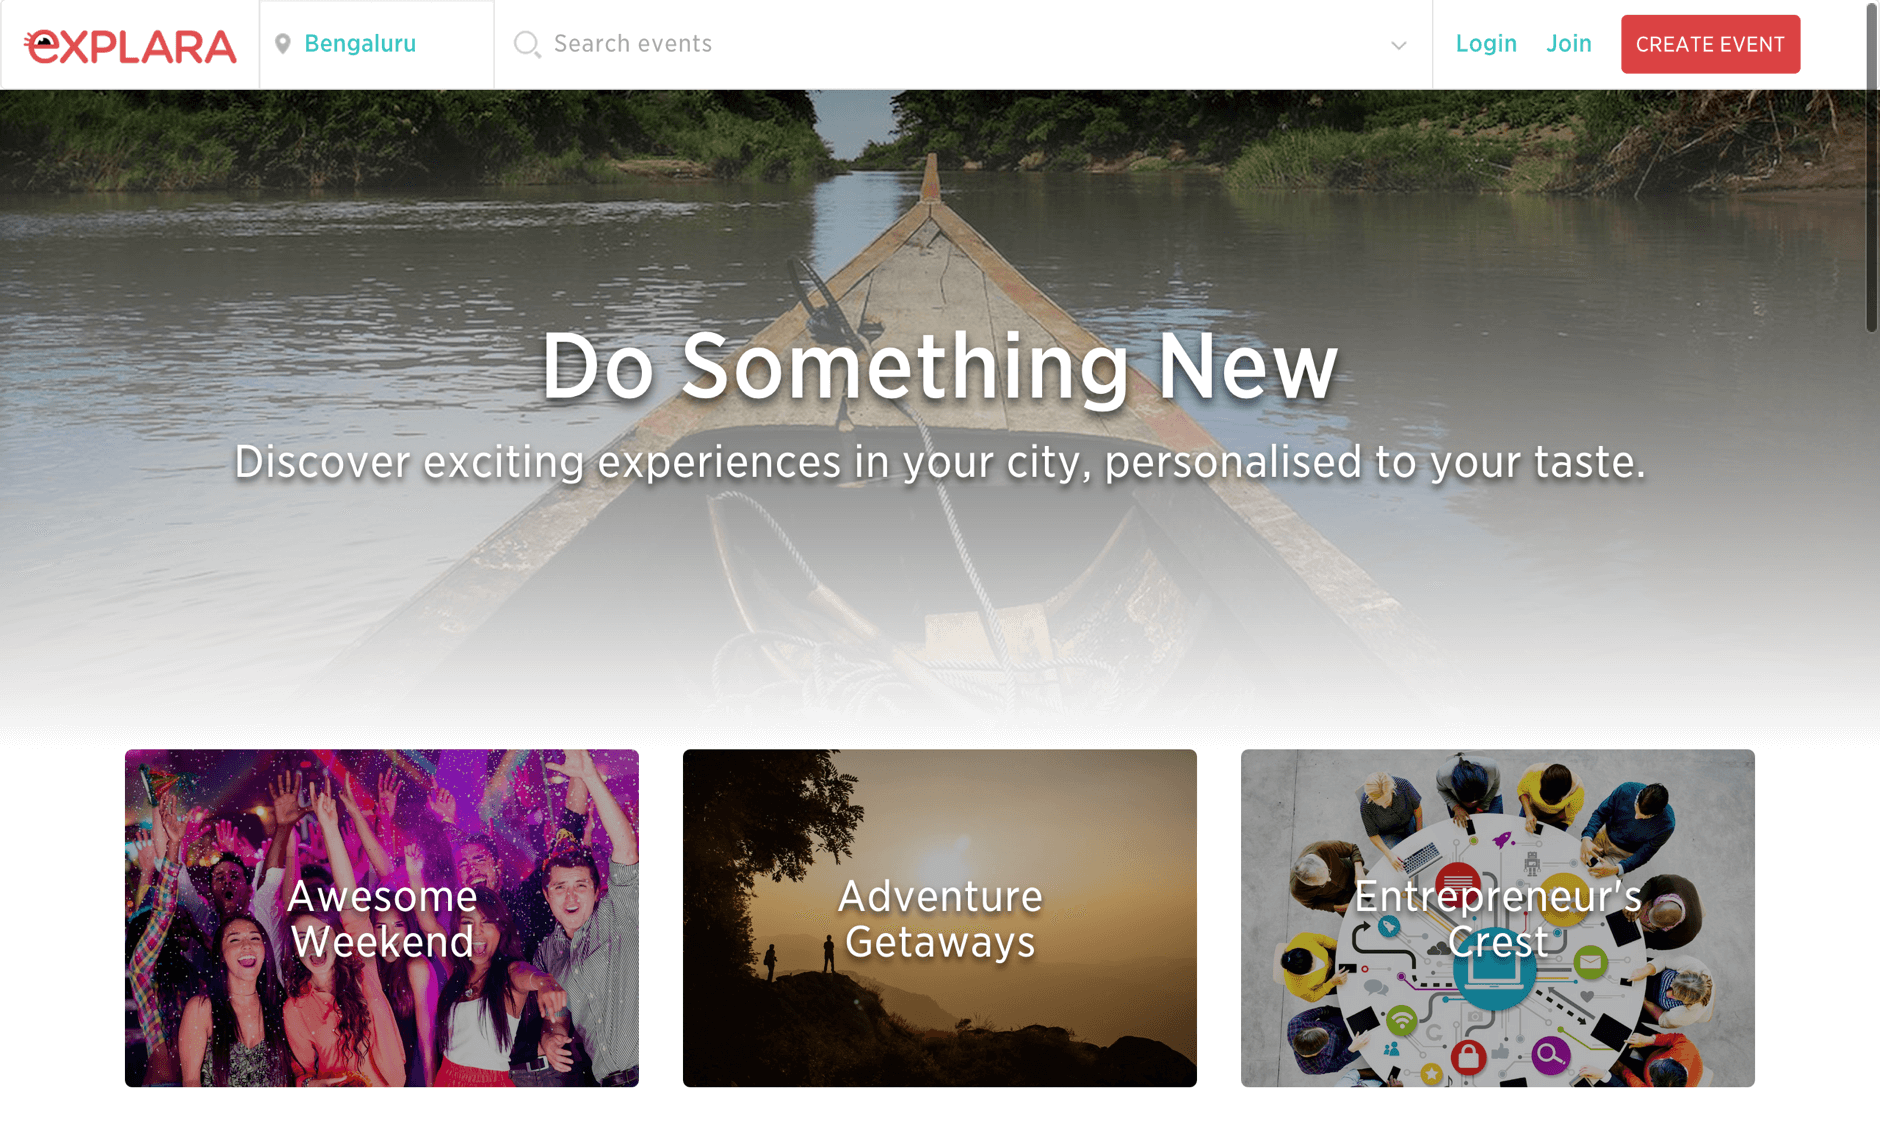 eXPLARA
Bengaluru
Search events
Login
Join
CREATE EVENT
Do Something New
Discover exciting experiences in your city, personalised to your taste.
Awesome
Weekend
Adventure
Getaways
Entrepreneur's
Crest